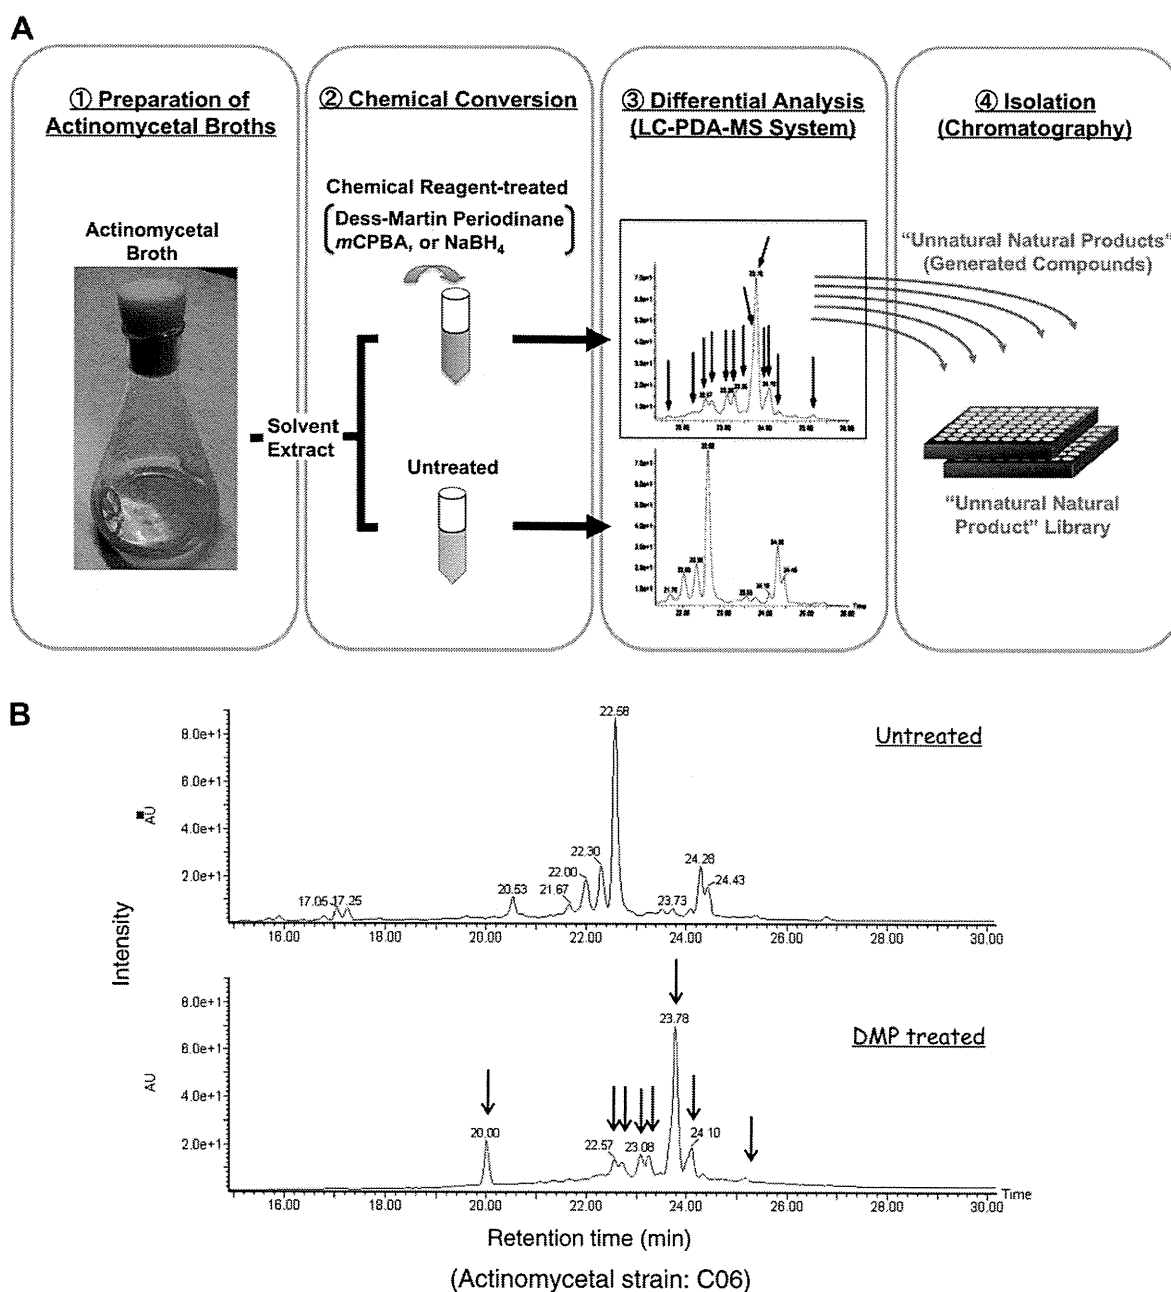 A
① Preparation of
Actinomycetal Broths
Actinomycetal
Broth
Solvent
Extract
② Chemical Conversion
Chemical Reagent-treated
Dess-Martin Periodinane
mCPBA, or NaBH4
Untreated
③ Differential Analysis
(LC-PDA-MS System)
Time
④ Isolation
(Chromatography)
“Unnatural Natural Products”
(Generated Compounds)
“Unnatural Natural
Product” Library
B
Untreated
22.58
8.0e+1
6.0e+1
AU
4.0e+1
22.30
24.28
22.00
24.43
2.0e+1
20.53
21.67
23.73
17.05 17.25
16.00 18.00 20.00 22.00 24.00 26.00 28.00 30.00
Intensity
DMP treated
8.0e+1
23.78
6.0e+1
AU
4.0e+1
20.00
22.57
23.08
24.10
2.0e+1
Time
16.00 18.00 20.00 22.00 24.00 26.00 28.00 30.00
Retention time (min)
(Actinomycetal strain: C06)